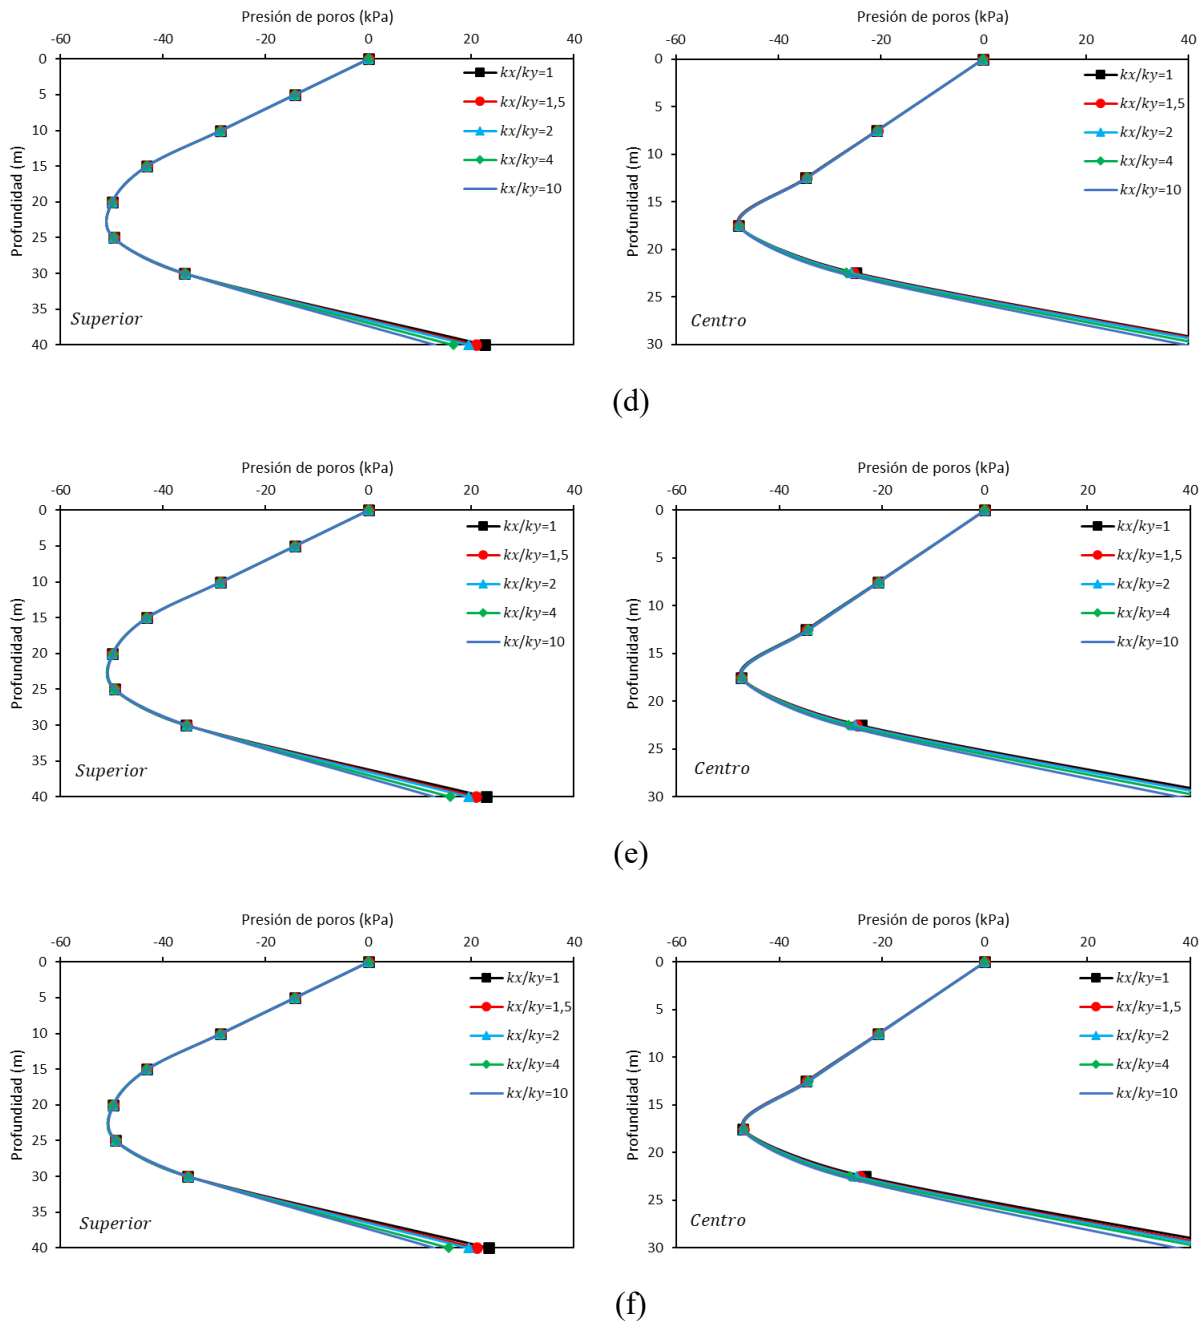 Presión de poros (kPa)
-60 -40 -20 0 20 40
0
5
10
15
20
25
30
35
40
Profundidad (m)
kx/ky=1
kx/ky=1,5
kx/ky=2
kx/ky=4
kx/ky=10
Superior
Presión de poros (kPa)
-60 -40 -20 0 20 40
0
5
10
15
20
25
30
Profundidad (m)
kx/ky=1
kx/ky=1,5
kx/ky=2
kx/ky=4
kx/ky=10
Centro
(d)
Presión de poros (kPa)
-60 -40 -20 0 20 40
0
5
10
15
20
25
30
35
40
Profundidad (m)
kx/ky=1
kx/ky=1,5
kx/ky=2
kx/ky=4
kx/ky=10
Superior
Presión de poros (kPa)
-60 -40 -20 0 20 40
0
5
10
15
20
25
30
Profundidad (m)
kx/ky=1
kx/ky=1,5
kx/ky=2
kx/ky=4
kx/ky=10
Centro
(e)
Presión de poros (kPa)
-60 -40 -20 0 20 40
0
5
10
15
20
25
30
35
40
Profundidad (m)
kx/ky=1
kx/ky=1,5
kx/ky=2
kx/ky=4
kx/ky=10
Superior
Presión de poros (kPa)
-60 -40 -20 0 20 40
0
5
10
15
20
25
30
Profundidad (m)
kx/ky=1
kx/ky=1,5
kx/ky=2
kx/ky=4
kx/ky=10
Centro
(f)